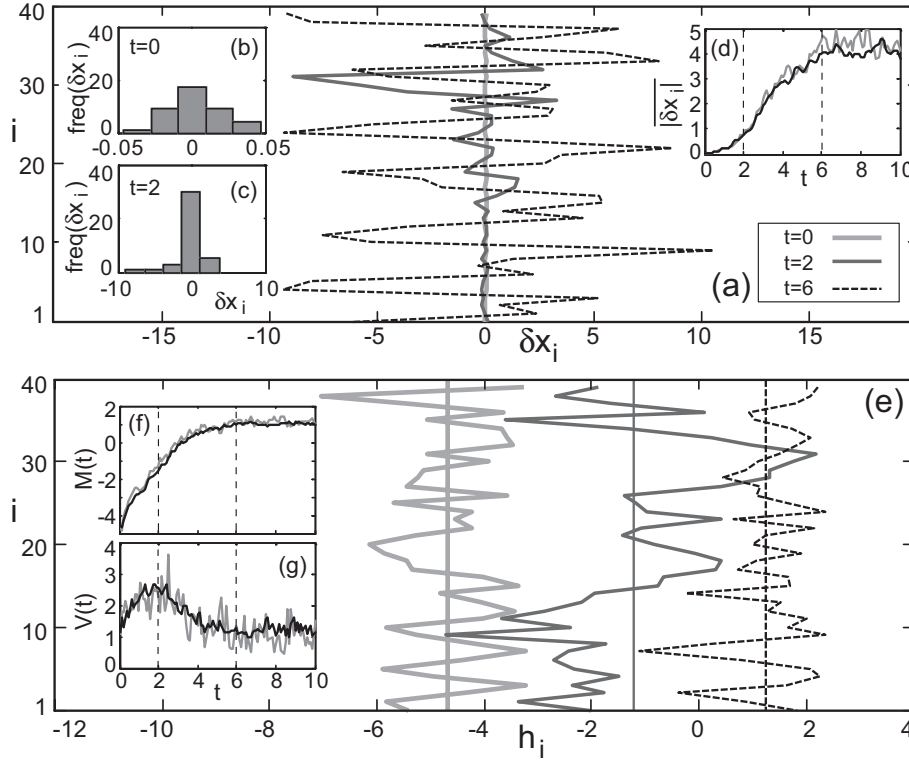 40
30
i
20
10
1
-15
-10
-5
0
5
10
15
δx_i
(a)
t=0
t=2
t=6
(b)
t=0
freq(δx_i)
40
20
0
-0.05
0
0.05
(c)
t=2
freq(δx_i)
40
20
0
-10
0
10
δx_i
(d)
|δx_i|
5
4
3
2
1
0
0
2
4
6
8
10
t
(e)
40
30
i
20
10
1
-12
-10
-8
-6
-4
-2
0
2
4
h_i
(f)
M(t)
2
0
-2
-4
(g)
V(t)
4
3
2
1
0
0
2
4
6
8
10
t